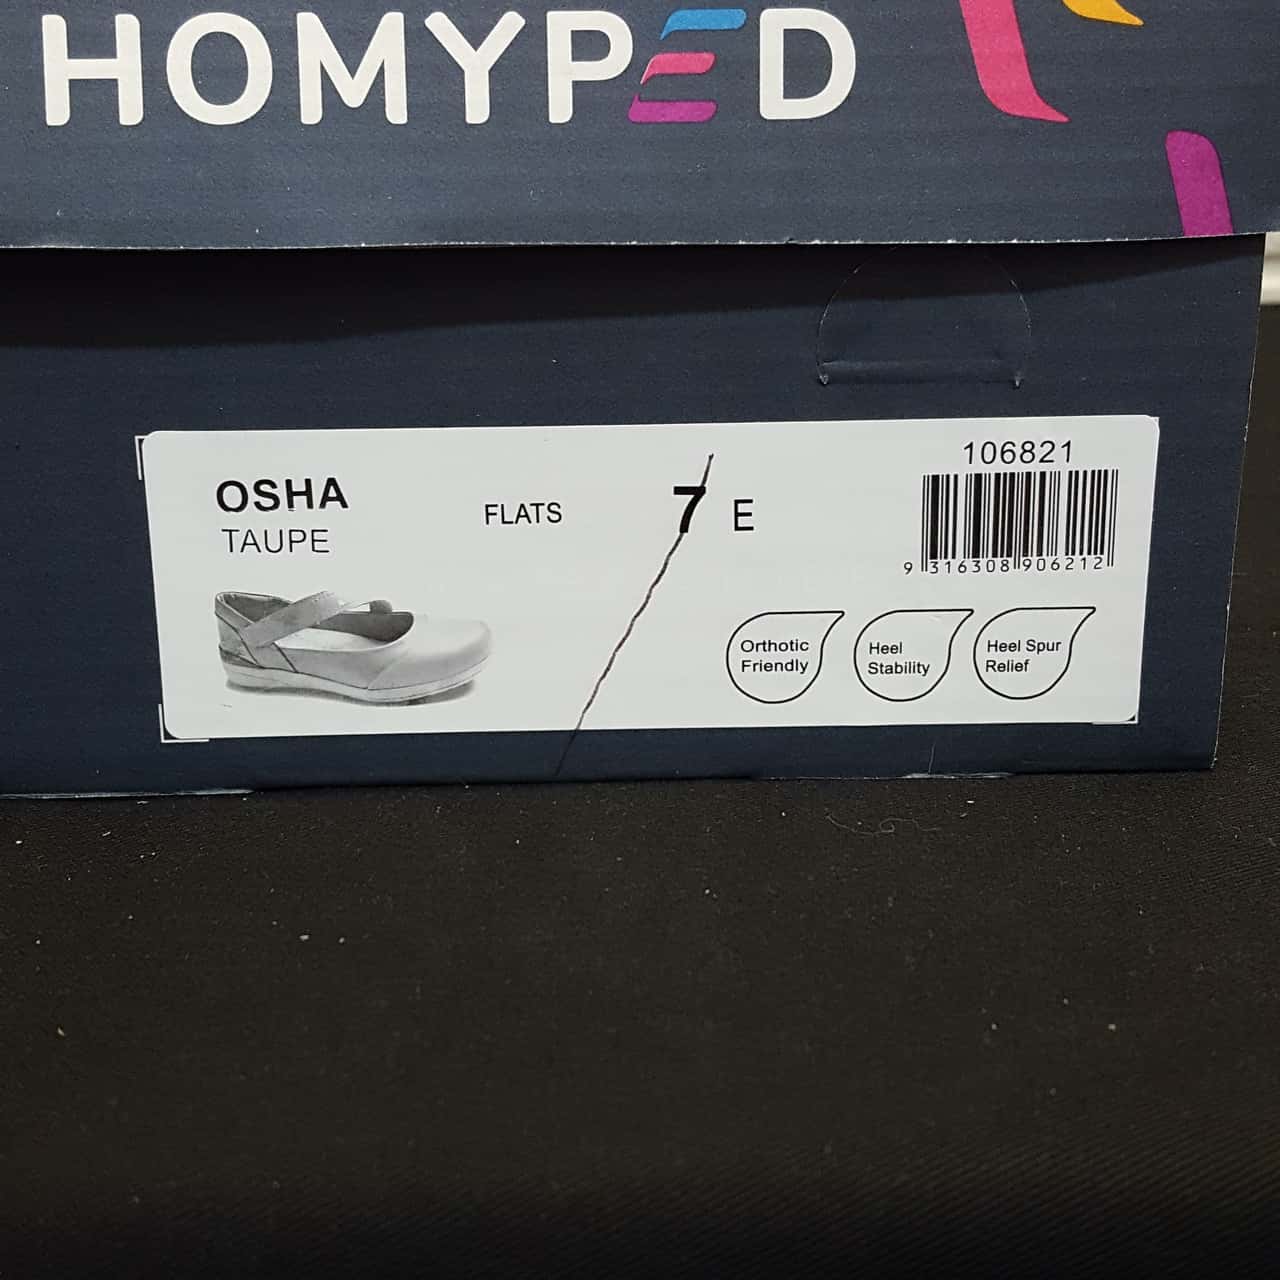 HOMYPED
OSHA
TAUPE
FLATS
7 E
106821
9 316308 906212
Orthotic
Friendly
Heel
Stability
Heel Spur
Relief